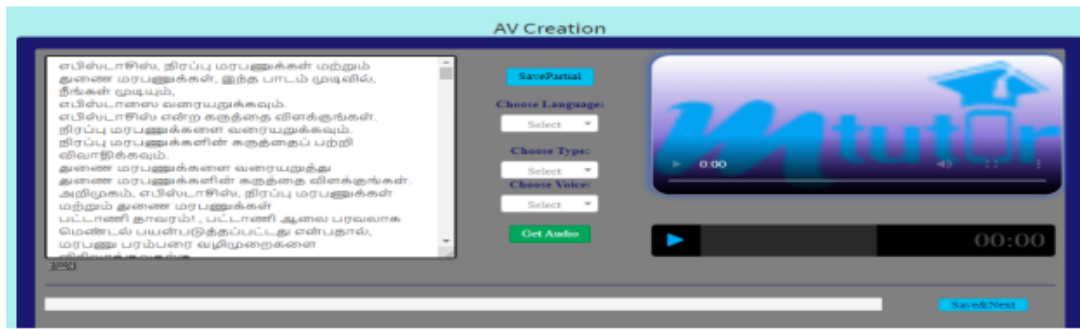 AV Creation
எபிஸ்டாசிஸ், நிரப்பு மரபணுக்கள் மற்றும்
துணை மரபணுக்கள், இந்த பாடம் முடிவில்,
நீங்கள் முடியும்,
எபிஸ்டாஸை வரையறுக்கவும்.
எபிஸ்டாசிஸ் என்ற கருத்தை விளக்குங்கள்.
நிரப்பு மரபணுக்களை வரையறுக்கவும்.
நிரப்பு மரபணுக்களின் கருத்தைப் பற்றி
விவாதிக்கவும்.
துணை மரபணுக்களை வரையறுத்து
துணை மரபணுக்களின் கருத்தை விளக்குங்கள்.
அறிமுகம், எபிஸ்டாசிஸ், நிரப்பு மரபணுக்கள்
மற்றும் துணை மரபணுக்கள்
பட்டாணி தாவரம்! , பட்டாணி ஆலை பரவலாக
மெண்டல் பயன்படுத்தப்பட்டது என்பதால்,
மரபணு பரம்பரை வழிமுறைகளை
SavePartial
Choose Language:
Select
Choose Type:
Select
Choose Voice:
Select
Get Audio
mtutor
0:00
00:00
Save&Next